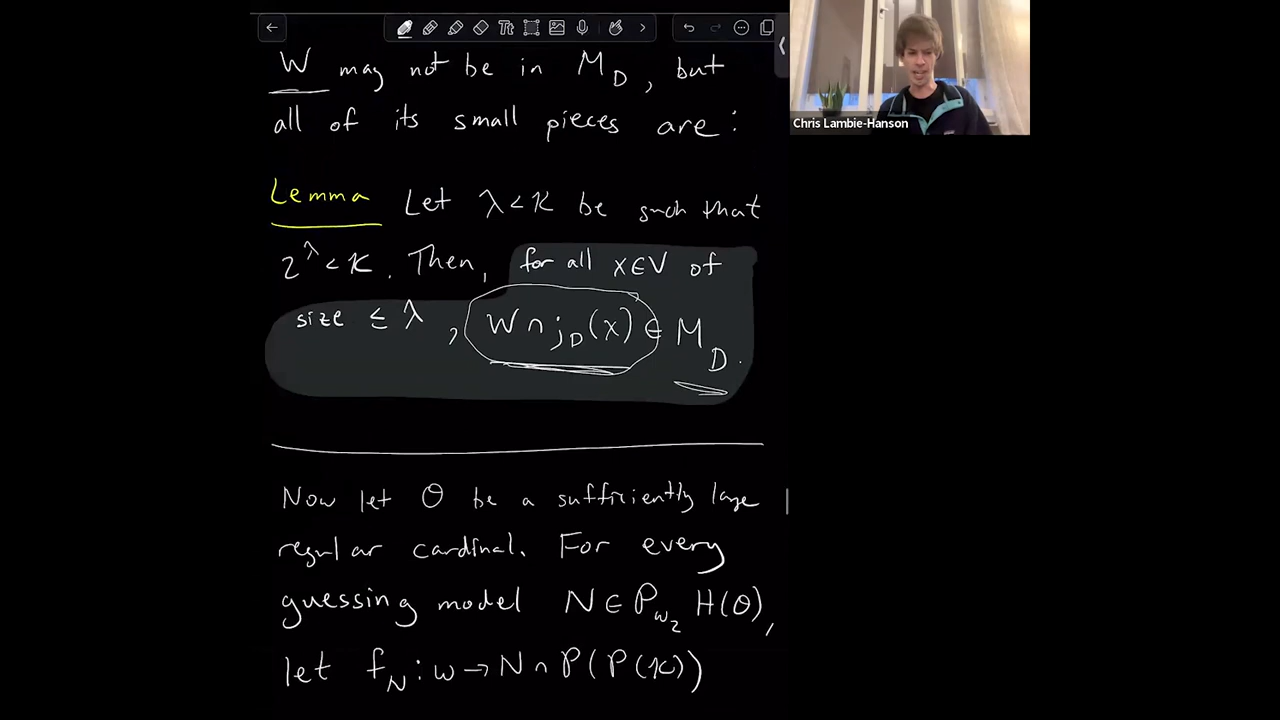 W may not be in M_D, but
all of its small pieces are:
Lemma Let λ<κ be such that
2^λ<κ. Then, for all x∈V of
size ≤ λ, W∩j_D(x)∈ M_D.
Now let θ be a sufficiently large
regular cardinal. For every
guessing model N∈P_ω₂ H(θ),
let f_N: ω→N∩P(P(κ))
Chris Lambie-Hanson
Tt